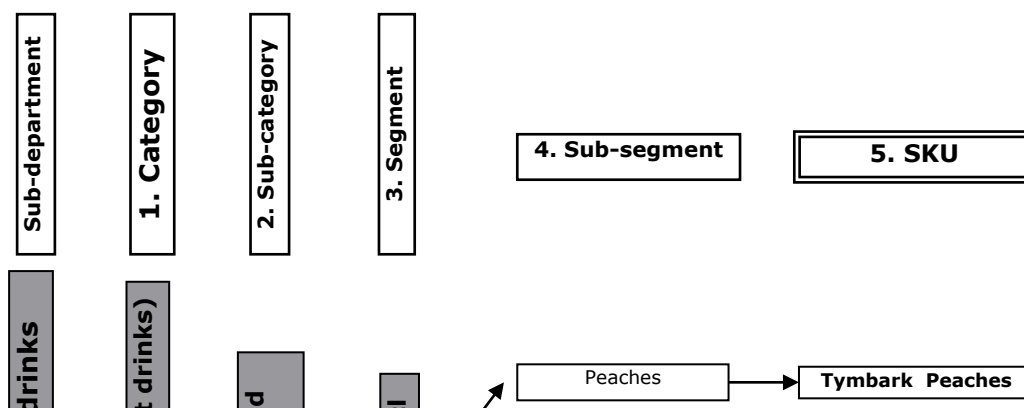 Sub-department
1. Category
2. Sub-category
3. Segment
4. Sub-segment
5. SKU
drinks
drinks)
Peaches
Tymbark Peaches